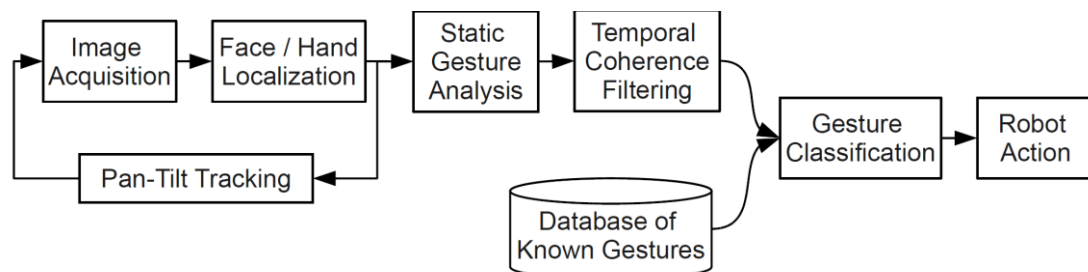 Image
Acquisition
Face / Hand
Localization
Static
Gesture
Analysis
Temporal
Coherence
Filtering
Gesture
Classification
Robot
Action
Pan-Tilt Tracking
Database of
Known Gestures